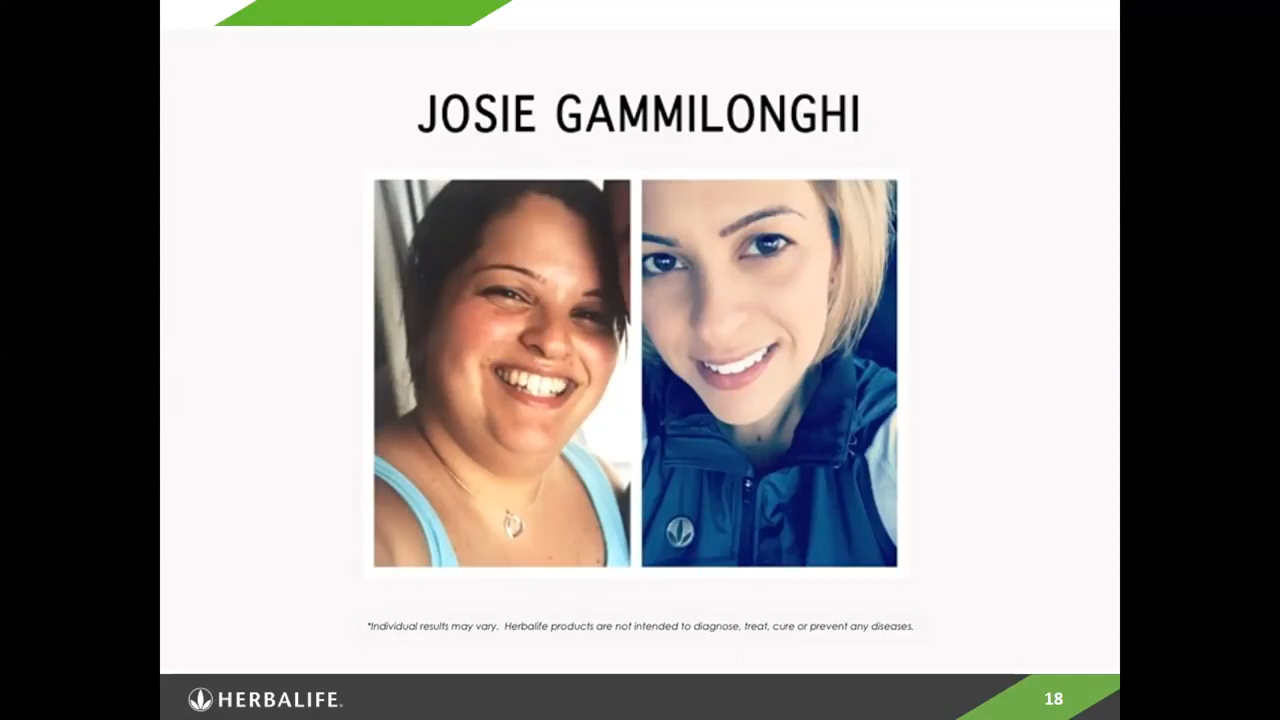 JOSIE GAMMILONGHI
*Individual results may vary. Herbalife products are not intended to diagnose, treat, cure or prevent any diseases.
HERBALIFE.
18